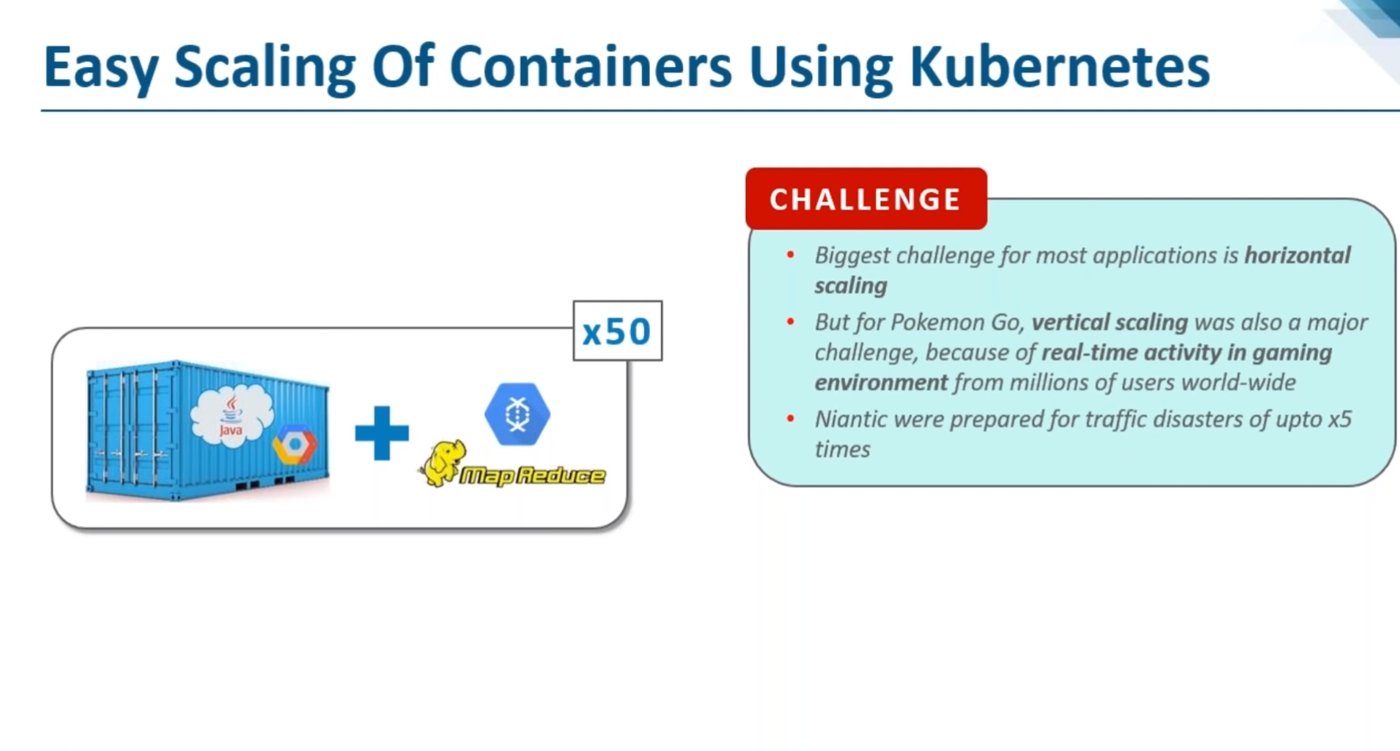 Easy Scaling Of Containers Using Kubernetes
CHALLENGE
• Biggest challenge for most applications is horizontal
scaling
• But for Pokemon Go, vertical scaling was also a major
challenge, because of real-time activity in gaming
environment from millions of users world-wide
• Niantic were prepared for traffic disasters of upto x5
times
x50
Java
Map Reduce